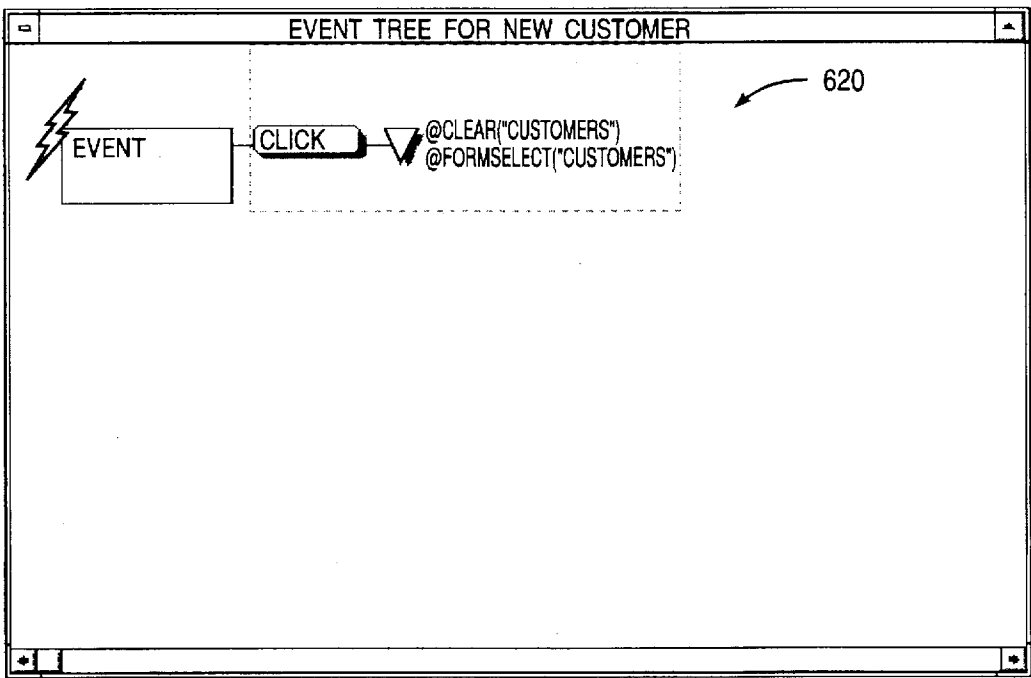 EVENT TREE FOR NEW CUSTOMER
620
EVENT
CLICK
@CLEAR("CUSTOMERS")
@FORMSELECT("CUSTOMERS")